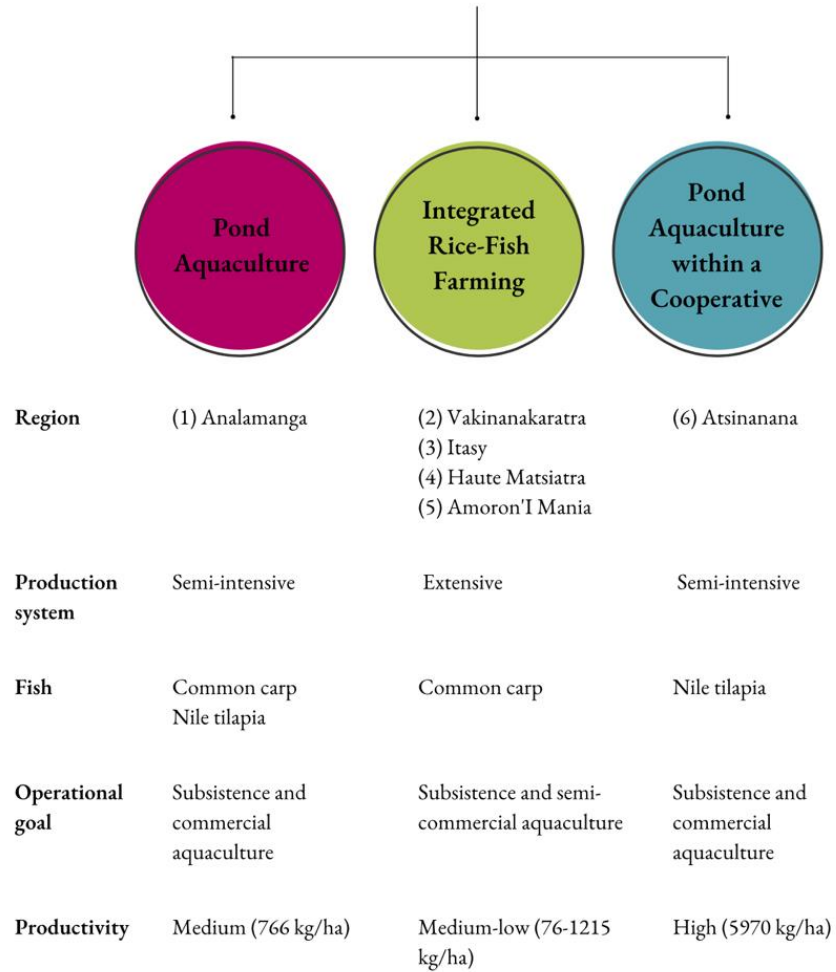 Pond
Aquaculture
Integrated
Rice-Fish
Farming
Pond
Aquaculture
within a
Cooperative
Region
(1) Analamanga
(2) Vakinanakaratra
(3) Itasy
(4) Haute Matsiatra
(5) Amoron'I Mania
(6) Atsinanana
Production
system
Semi-intensive
Extensive
Semi-intensive
Fish
Common carp
Nile tilapia
Common carp
Nile tilapia
Operational
goal
Subsistence and
commercial
aquaculture
Subsistence and semi-
commercial aquaculture
Subsistence and
commercial
aquaculture
Productivity
Medium (766 kg/ha)
Medium-low (76-1215
kg/ha)
High (5970 kg/ha)